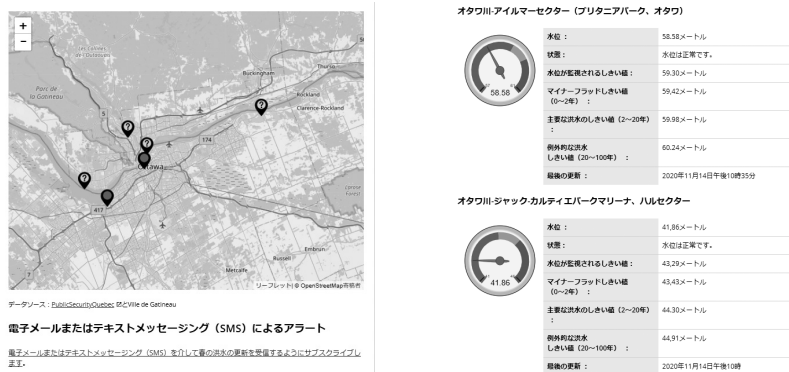 +
−
Les Collines
de l'Outaouais
Buckingham
Thurso
Parc de
la Gatineau
Rockland
Clarence-Rockland
5
174
Ottawa
417
Larose
Forest
Embrun
Russell
Metcalfe
7
リーフレット| © OpenStreetMap寄稿者
データソース：PublicSecurityQuebec とVille de Gatineau
電子メールまたはテキストメッセージング（SMS）によるアラート
電子メールまたはテキストメッセージング（SMS）を介して春の洪水の更新を受信するようにサブスクライブし
ます。
オタワ川-アイルマーセクター（ブリタニアパーク、オタワ）
58.58
水位： 58.58メートル
状態： 水位は正常です。
水位が監視されるしきい値： 59.30メートル
マイナーフラッドしきい値 59,42メートル
（0〜2年） ：
主要な洪水のしきい値（2〜20年） 59.98メートル
：
例外的な洪水 60.24メートル
しきい値（20〜100年） ：
最後の更新： 2020年11月14日午後10時35分
オタワ川-ジャック·カルティエパークマリーナ、ハルセクター
41.86
水位： 41,86メートル
状態： 水位は正常です。
水位が監視されるしきい値： 43,29メートル
マイナーフラッドしきい値 43,43メートル
（0〜2年） ：
主要な洪水のしきい値（2〜20年） 44.30メートル
：
例外的な洪水 44,91メートル
しきい値（20〜100年） ：
最後の更新： 2020年11月14日午後10時